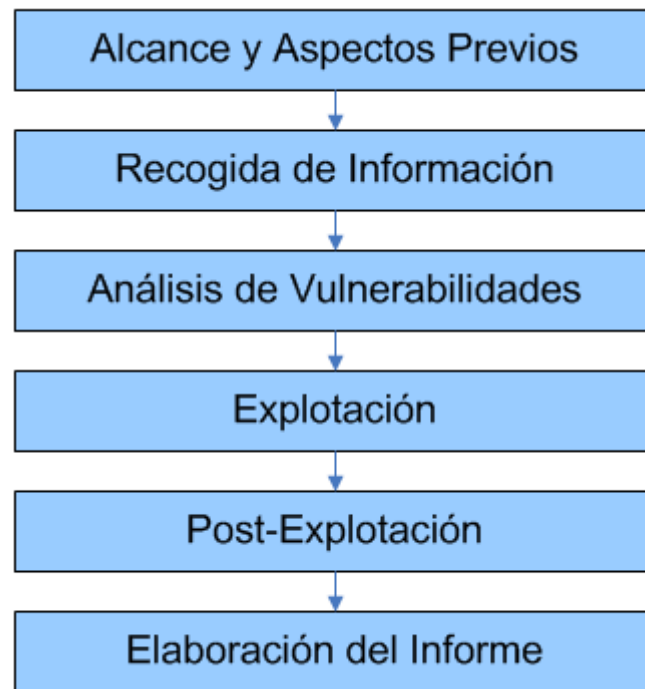 Alcance y Aspectos Previos
Recogida de Información
Análisis de Vulnerabilidades
Explotación
Post-Explotación
Elaboración del Informe